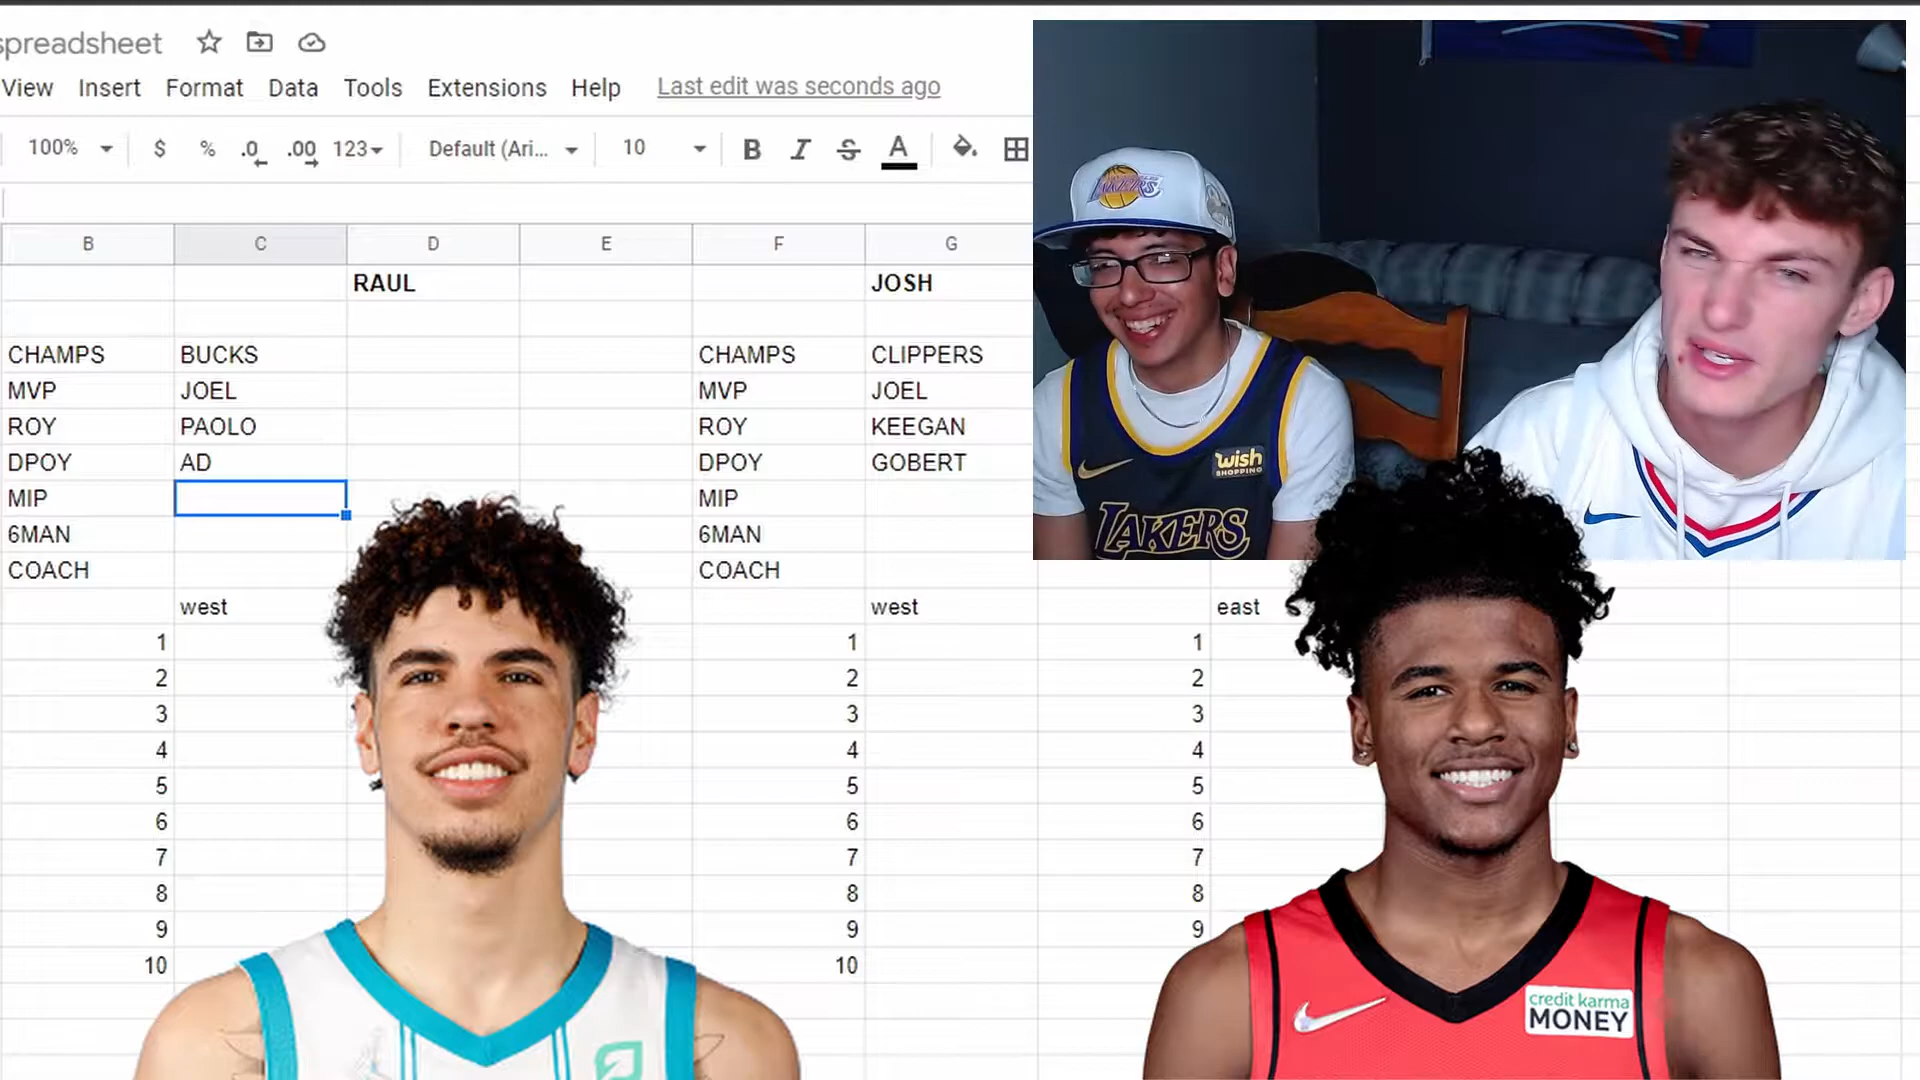 spreadsheet
View Insert Format Data Tools Extensions Help Last edit was seconds ago
100% $ % .0 .00 123 Default (Ari... 10 B I S A
B C D E F G
RAUL JOSH
CHAMPS BUCKS CHAMPS CLIPPERS
MVP JOEL MVP JOEL
ROY PAOLO ROY KEEGAN
DPOY AD DPOY GOBERT
MIP MIP
6MAN 6MAN
COACH COACH
west west east
1 1 1
2 2 2
3 3 3
4 4 4
5 5 5
6 6 6
7 7 7
8 8 8
9 9 9
10 10
LAKERS
wish
SHOPPING
LAKERS
credit karma
MONEY